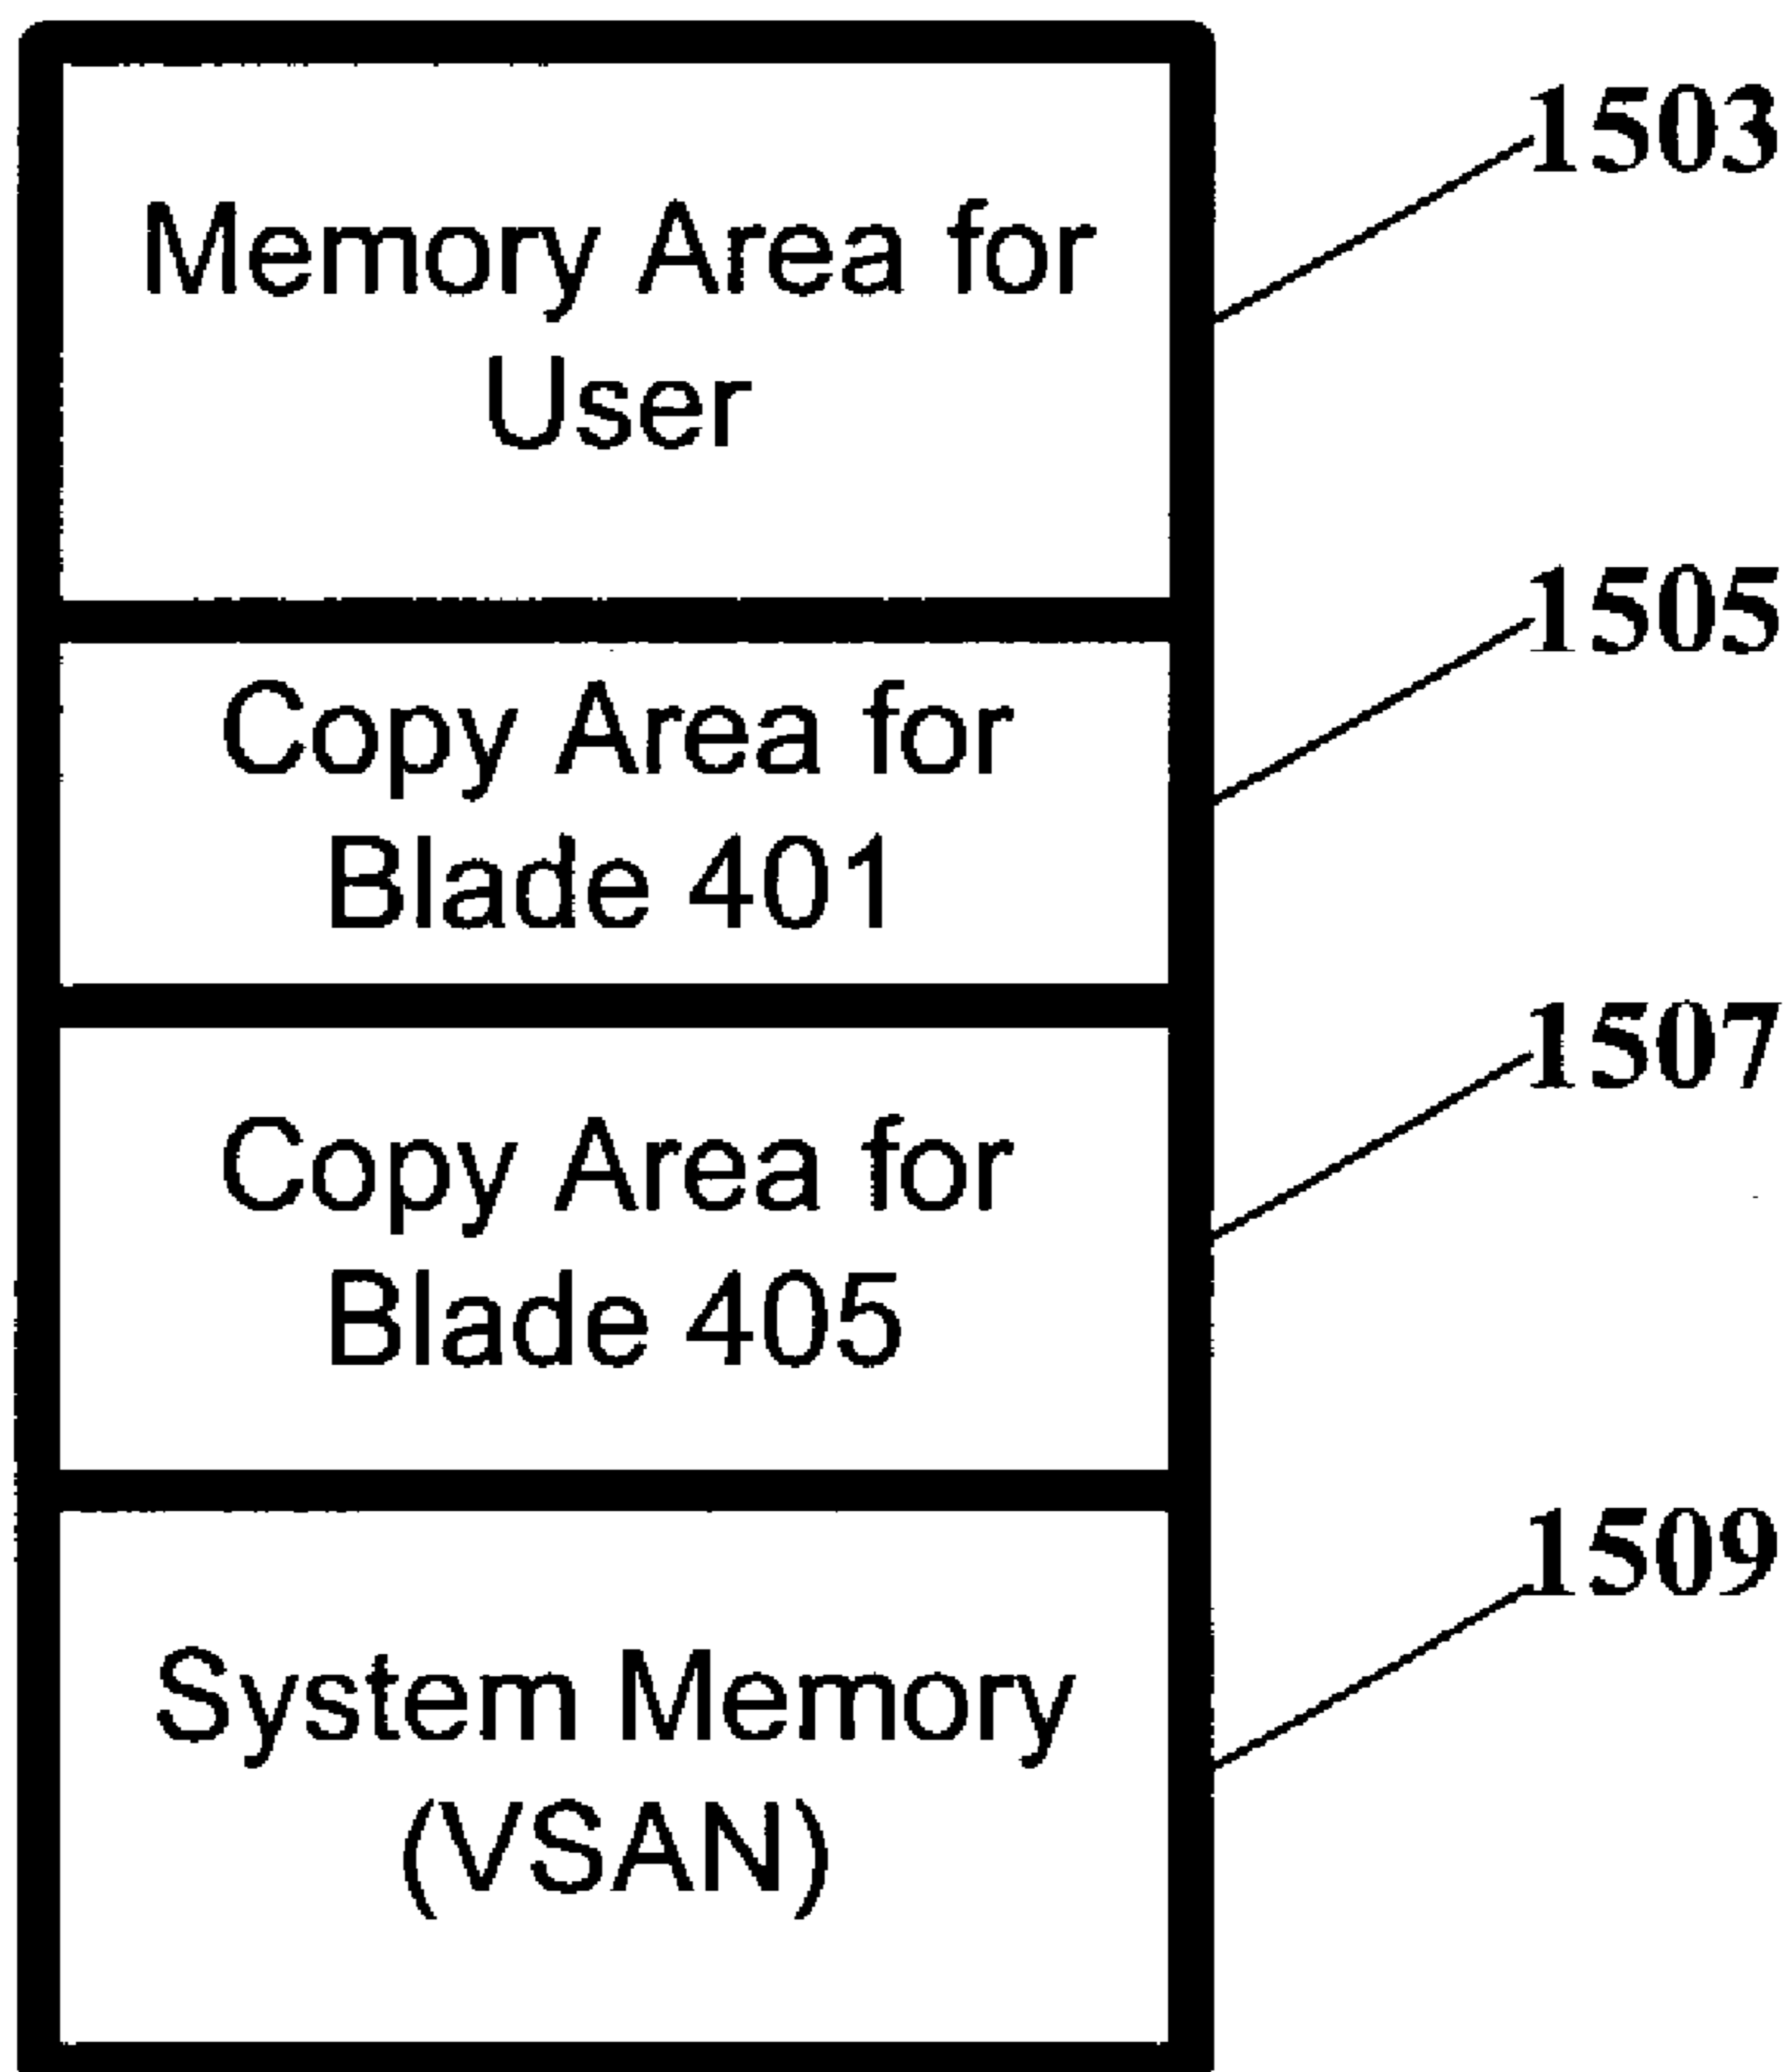 1503
Memory Area for
User
1505
Copy Area for
Blade 401
1507
Copy Area for
Blade 405
1509
System Memory
(VSAN)